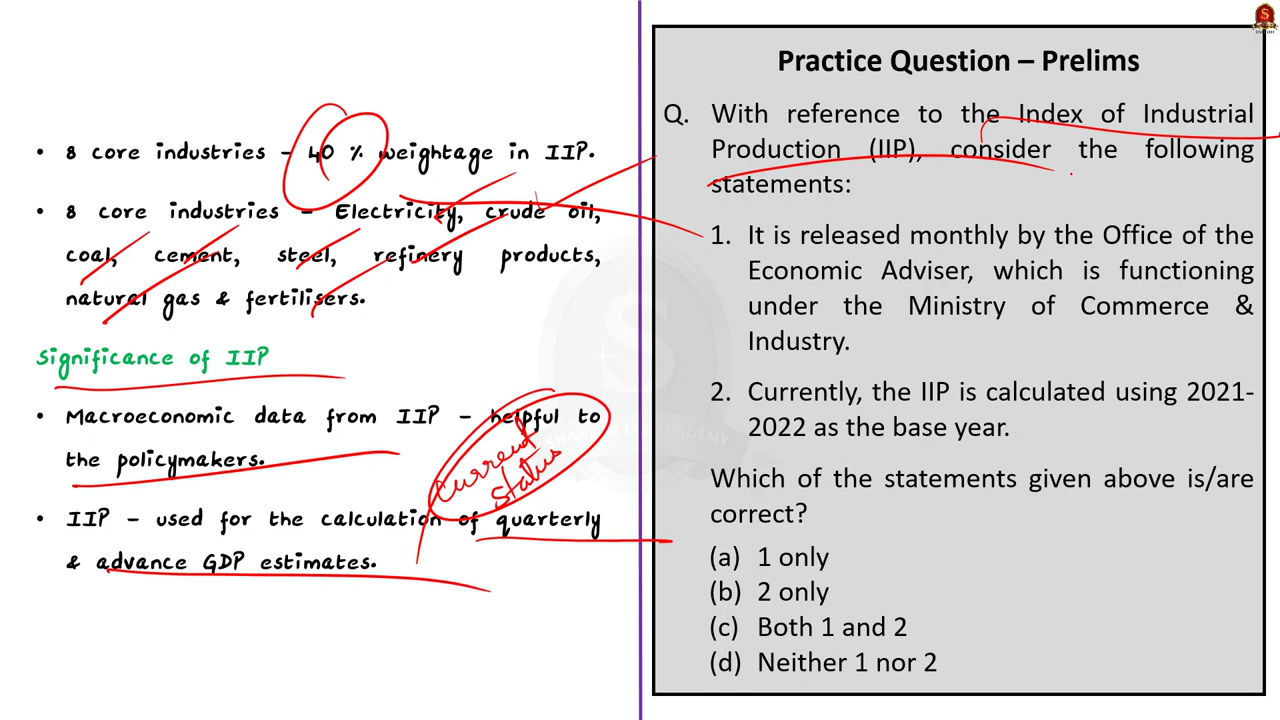 • 8 core industries – 40 % weightage in IIP.
• 8 core industries – Electricity, crude oil,
coal, cement, steel, refinery products,
natural gas & fertilisers.
Significance of IIP
• Macroeconomic data from IIP – helpful to
the policymakers.
Current
Status
• IIP – used for the calculation of quarterly
& advance GDP estimates.
Practice Question – Prelims
Q. With reference to the Index of Industrial
Production (IIP), consider the following
statements:
1. It is released monthly by the Office of the
Economic Adviser, which is functioning
under the Ministry of Commerce &
Industry.
2. Currently, the IIP is calculated using 2021-
2022 as the base year.
Which of the statements given above is/are
correct?
(a) 1 only
(b) 2 only
(c) Both 1 and 2
(d) Neither 1 nor 2